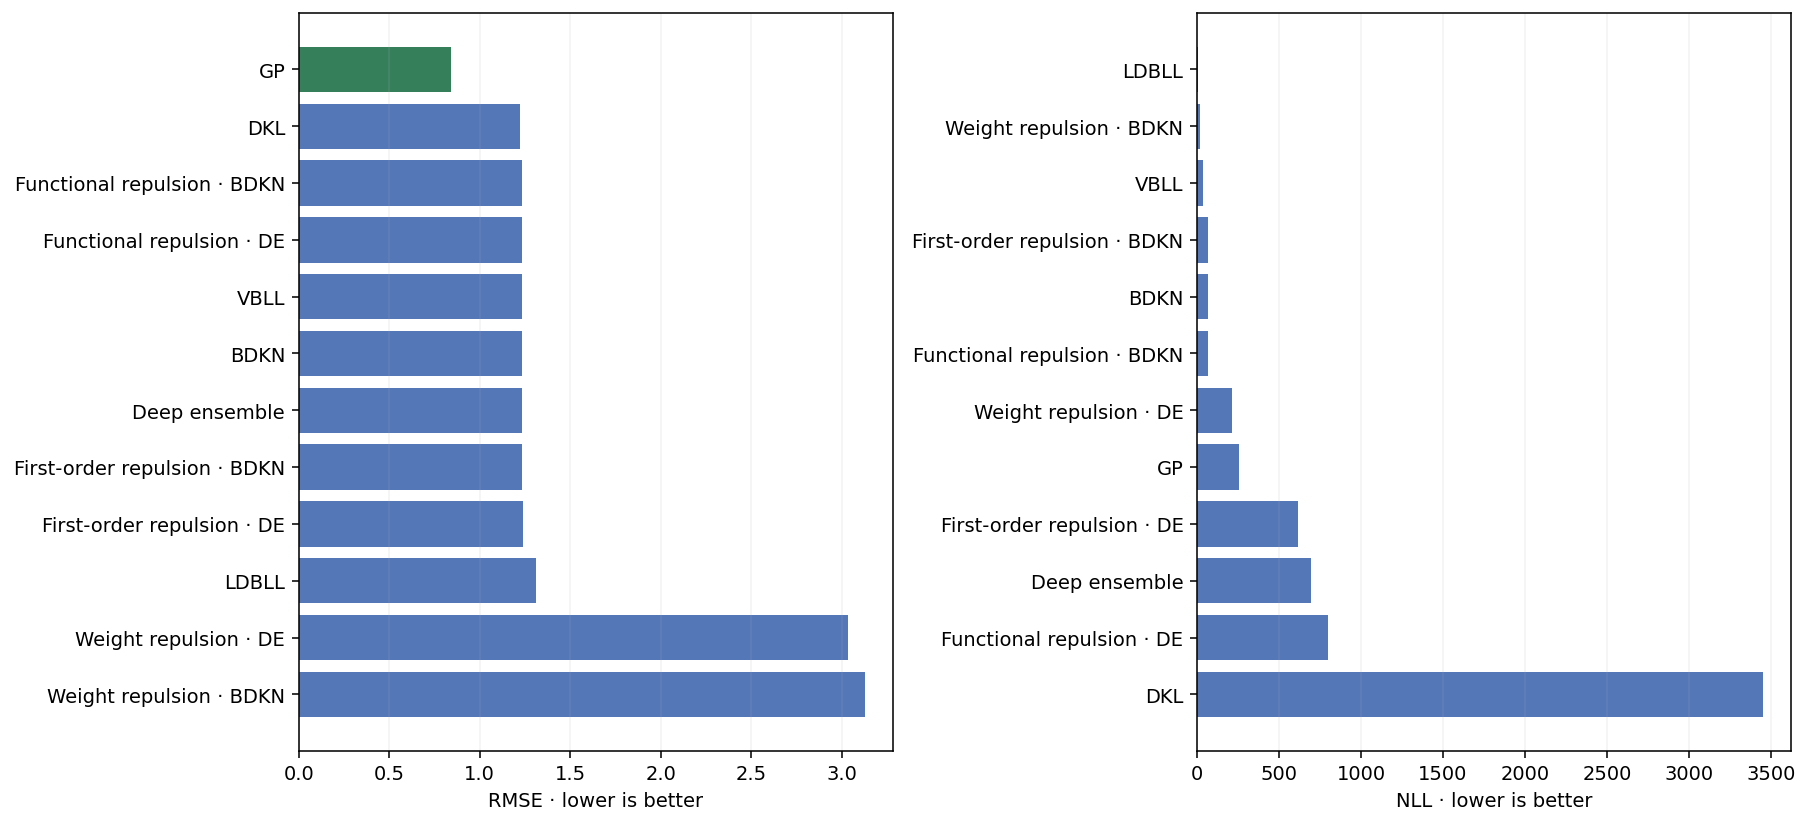 GP
DKL
Functional repulsion · BDKN
Functional repulsion · DE
VBLL
BDKN
Deep ensemble
First-order repulsion · BDKN
First-order repulsion · DE
LDBLL
Weight repulsion · DE
Weight repulsion · BDKN
0.0 0.5 1.0 1.5 2.0 2.5 3.0
RMSE · lower is better
LDBLL
Weight repulsion · BDKN
VBLL
First-order repulsion · BDKN
BDKN
Functional repulsion · BDKN
Weight repulsion · DE
GP
First-order repulsion · DE
Deep ensemble
Functional repulsion · DE
DKL
0 500 1000 1500 2000 2500 3000 3500
NLL · lower is better